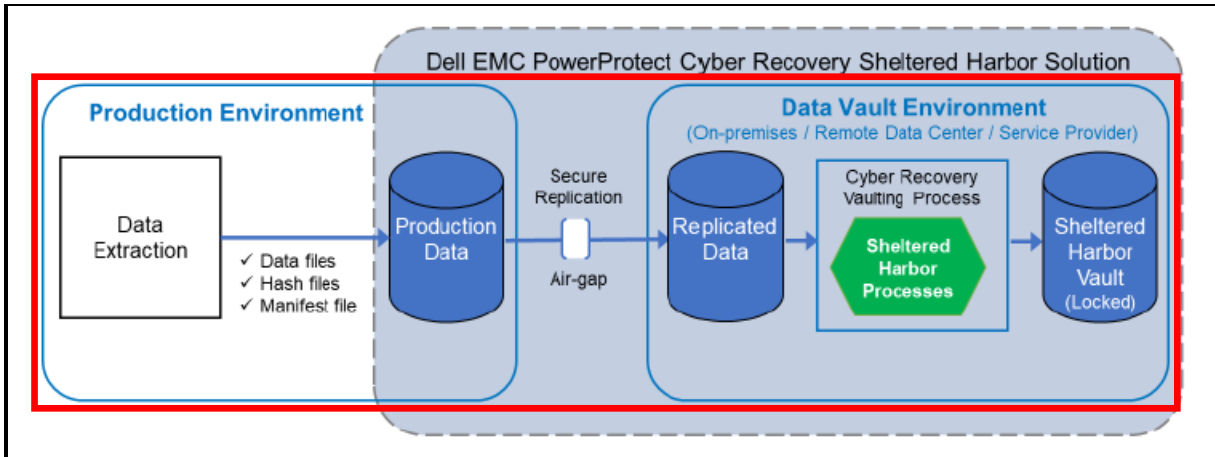 Dell EMC PowerProtect Cyber Recovery Sheltered Harbor Solution
Production Environment
Data
Extraction
✓ Data files
✓ Hash files
✓ Manifest file
Production
Data
Secure
Replication
Air-gap
Data Vault Environment
(On-premises / Remote Data Center / Service Provider)
Replicated
Data
Cyber Recovery
Vaulting Process
Sheltered
Harbor
Processes
Sheltered
Harbor
Vault
(Locked)